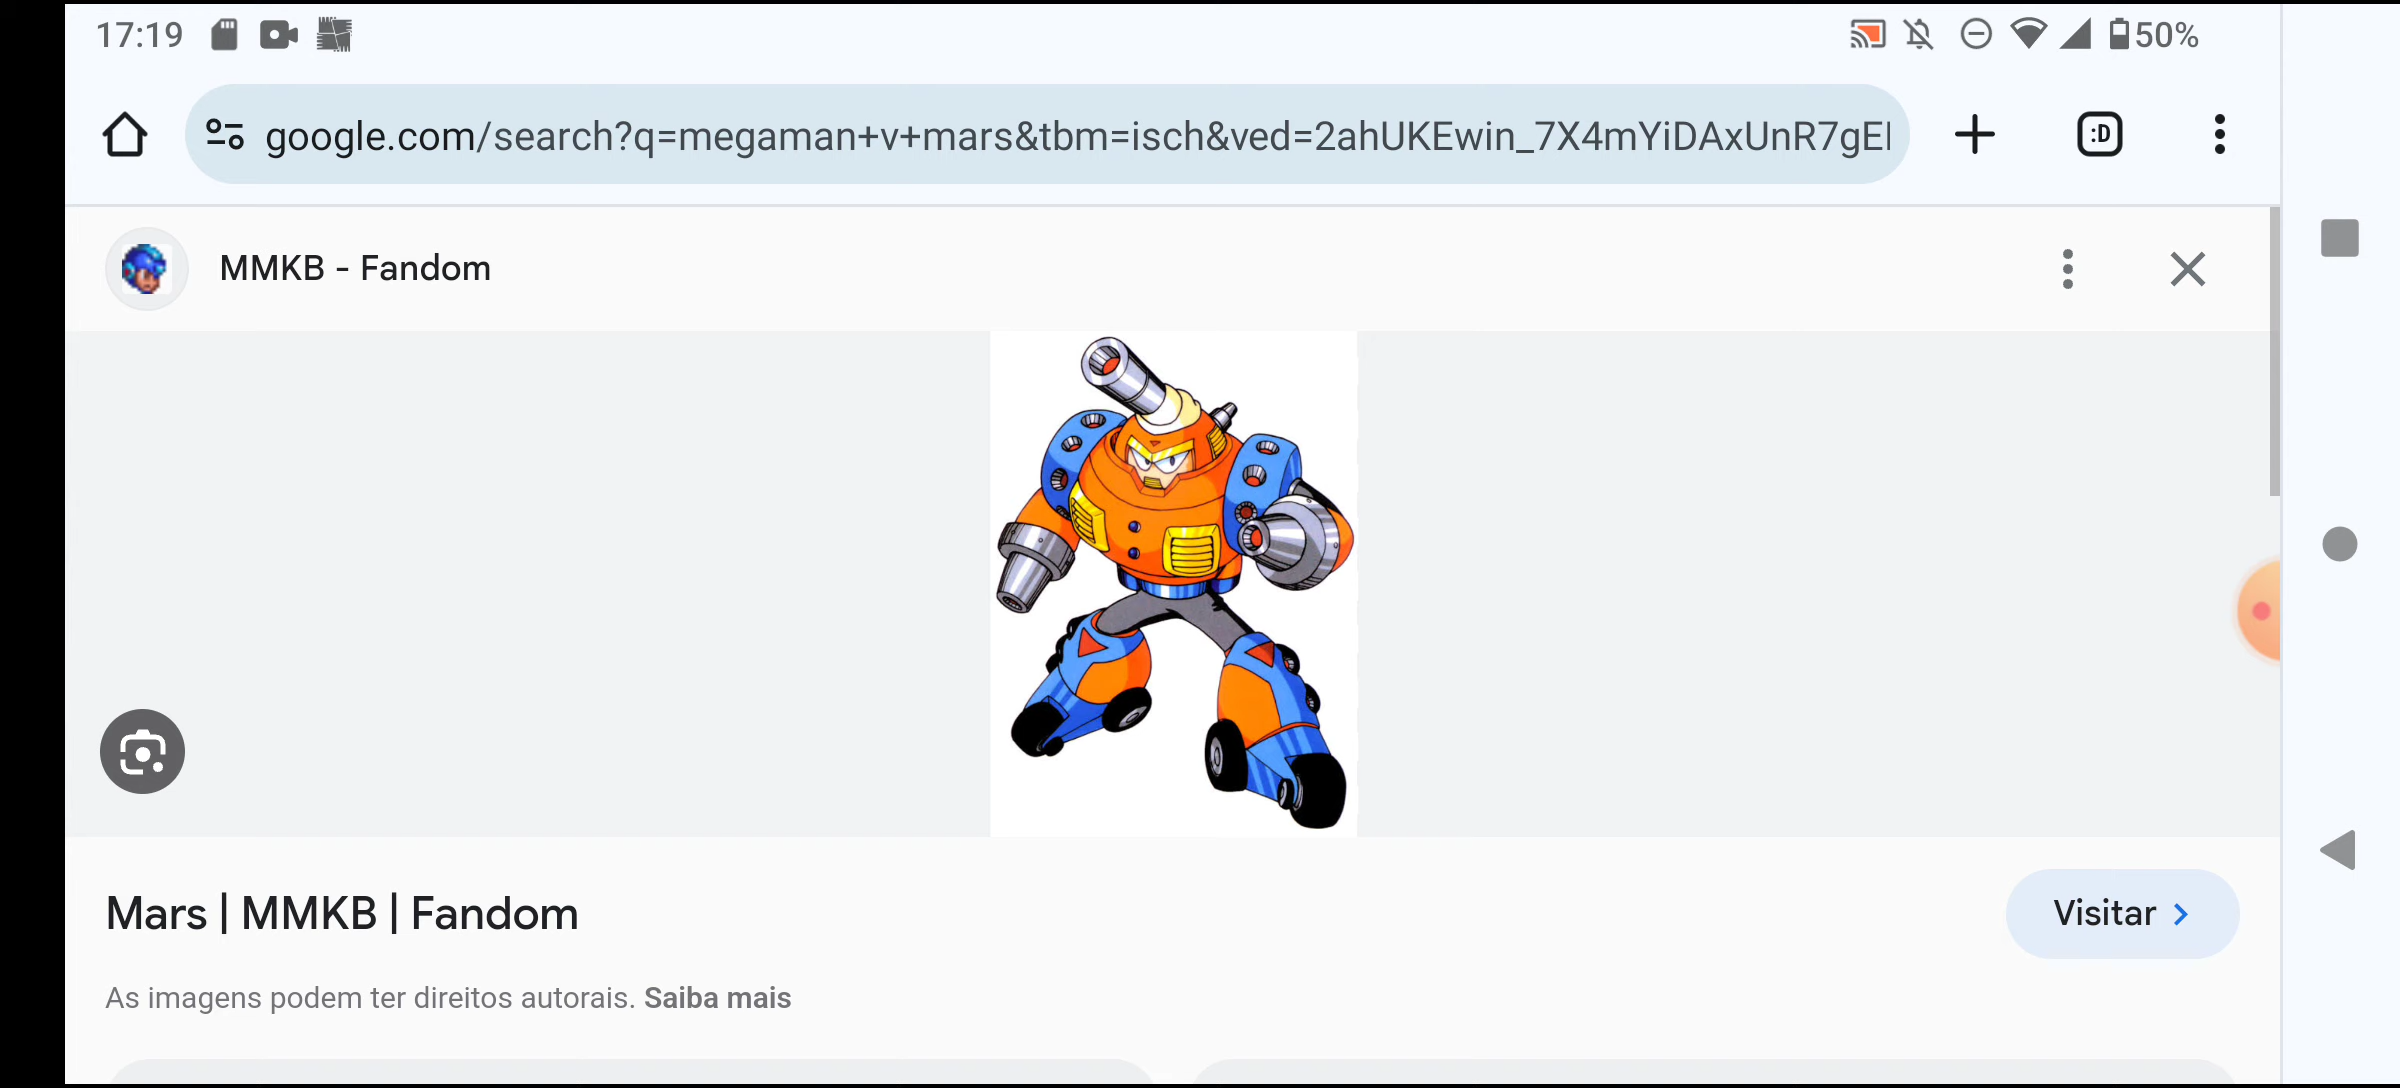 17:19
50%
google.com/search?q=megaman+v+mars&tbm=isch&ved=2ahUKEwin_7X4mYiDAxUnR7gE
:D
MMKB - Fandom
Mars | MMKB | Fandom
Visitar
As imagens podem ter direitos autorais. Saiba mais